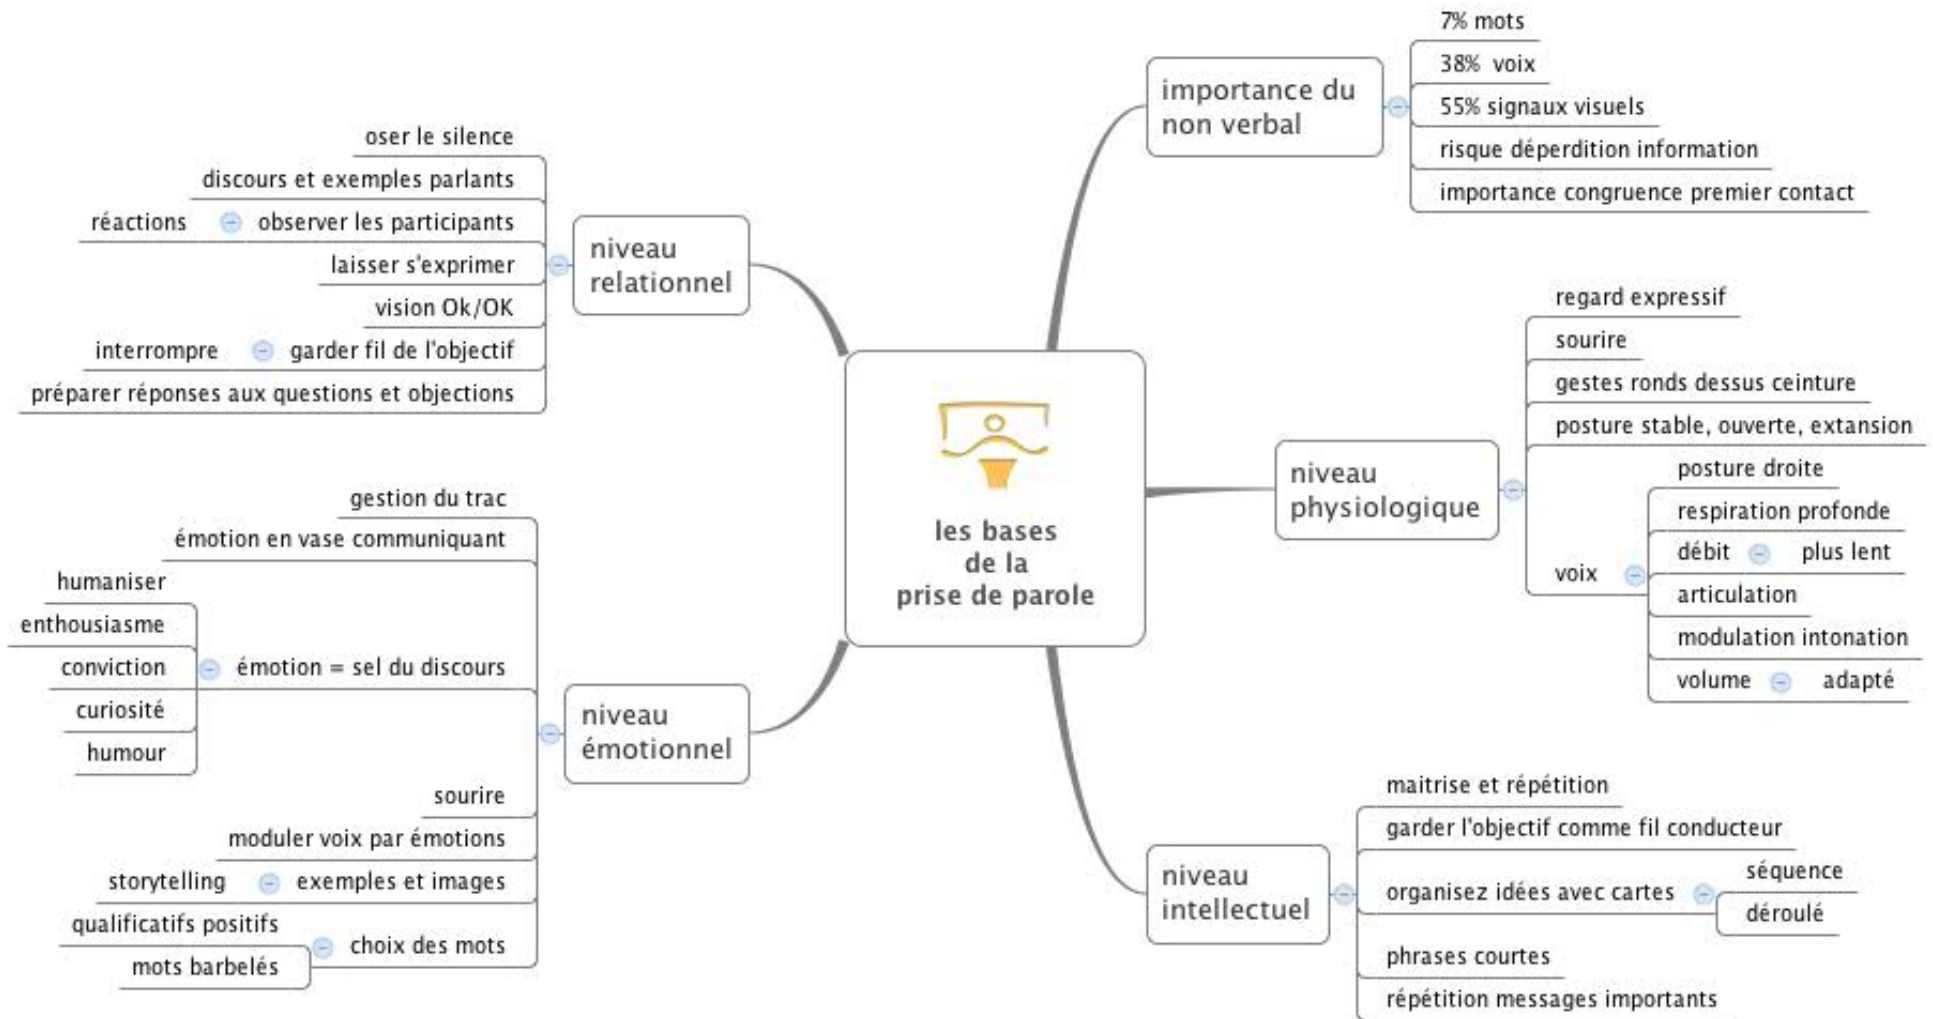 les bases
de la
prise de parole
importance du
non verbal
7% mots
38% voix
55% signaux visuels
risque déperdition information
importance congruence premier contact
niveau
physiologique
regard expressif
sourire
gestes ronds dessus ceinture
posture stable, ouverte, extansion
voix
posture droite
respiration profonde
débit plus lent
articulation
modulation intonation
volume adapté
niveau
intellectuel
maitrise et répétition
garder l'objectif comme fil conducteur
organisez idées avec cartes
séquence
déroulé
phrases courtes
répétition messages importants
niveau
relationnel
oser le silence
discours et exemples parlants
réactions observer les participants
laisser s'exprimer
vision Ok/OK
interrompre garder fil de l'objectif
préparer réponses aux questions et objections
niveau
émotionnel
gestion du trac
émotion en vase communiquant
émotion = sel du discours
humaniser
enthousiasme
conviction
curiosité
humour
sourire
moduler voix par émotions
storytelling exemples et images
choix des mots
qualificatifs positifs
mots barbelés